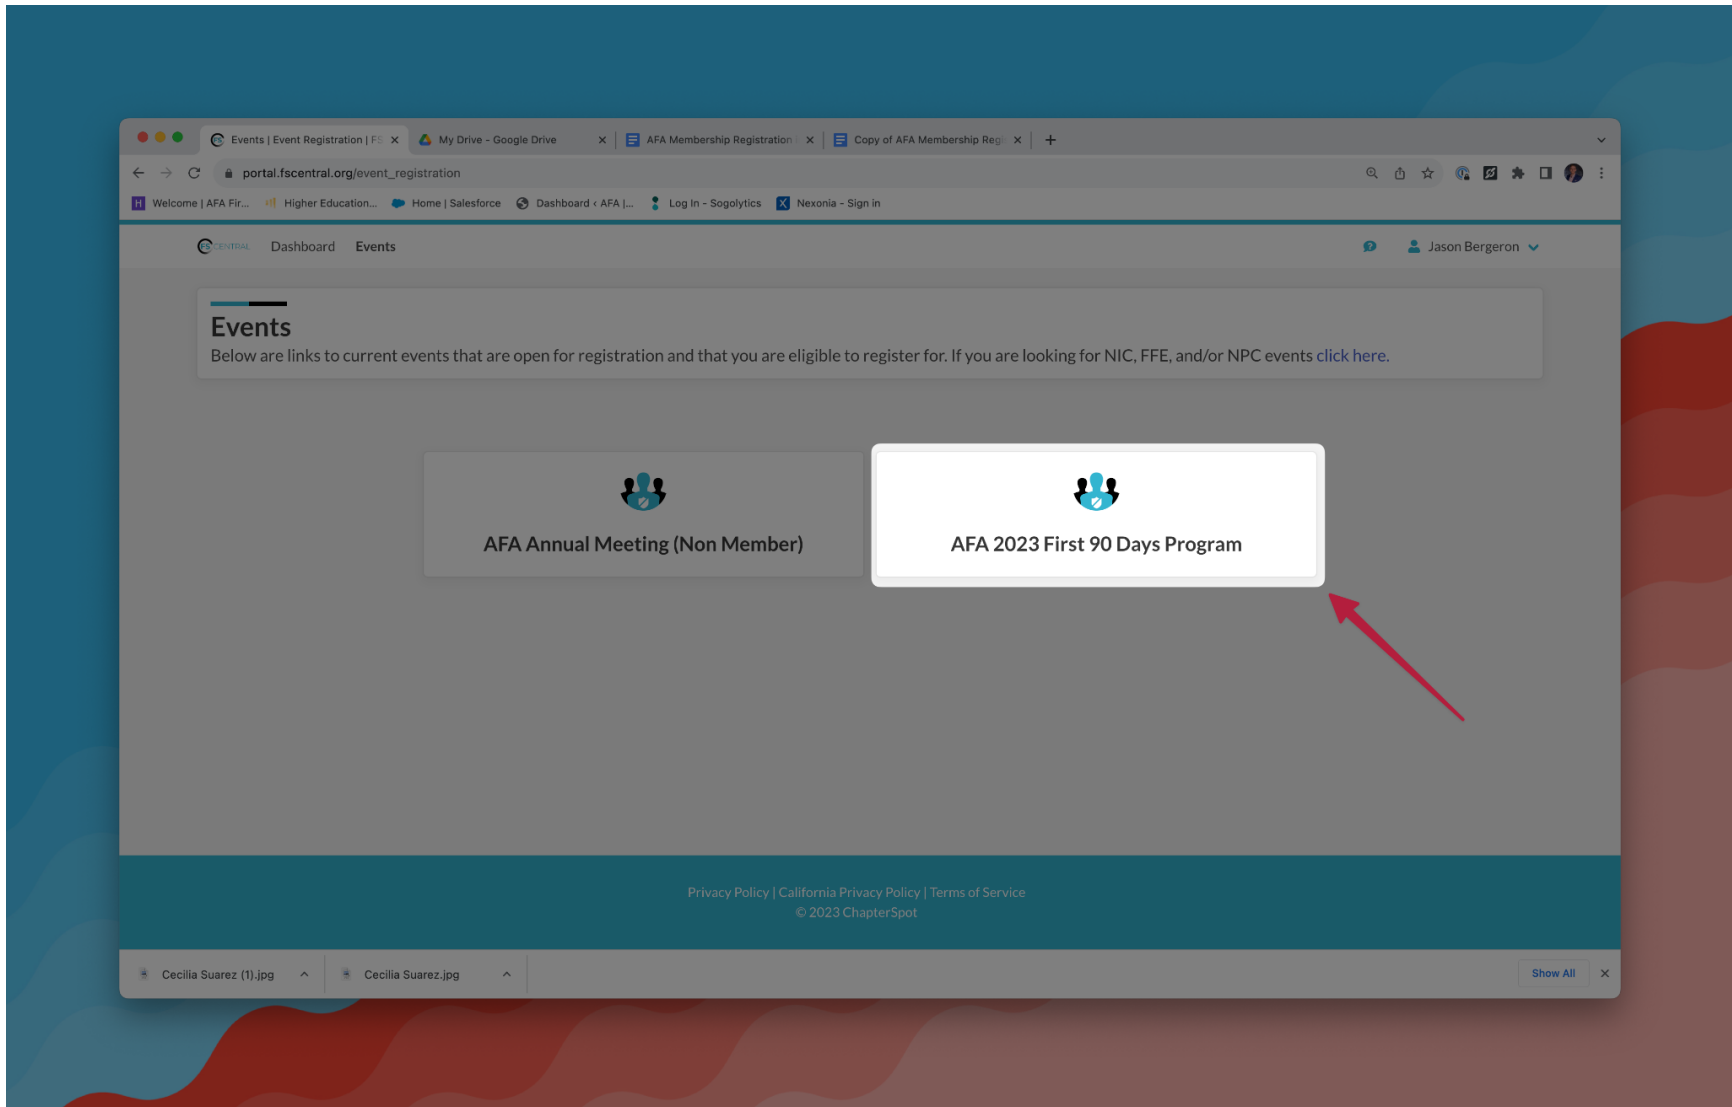 Events | Event Registration | FS
My Drive - Google Drive
AFA Membership Registration
Copy of AFA Membership Regi
portal.fscentral.org/event_registration
Welcome | AFA Fir...
Higher Education...
Home | Salesforce
Dashboard ‹ AFA |...
Log In - Sogolytics
Nexonia - Sign in
FS CENTRAL
Dashboard
Events
Jason Bergeron
Events
Below are links to current events that are open for registration and that you are eligible to register for. If you are looking for NIC, FFE, and/or NPC events click here.
AFA Annual Meeting (Non Member)
AFA 2023 First 90 Days Program
Privacy Policy | California Privacy Policy | Terms of Service
© 2023 ChapterSpot
Cecilia Suarez (1).jpg
Cecilia Suarez.jpg
Show All